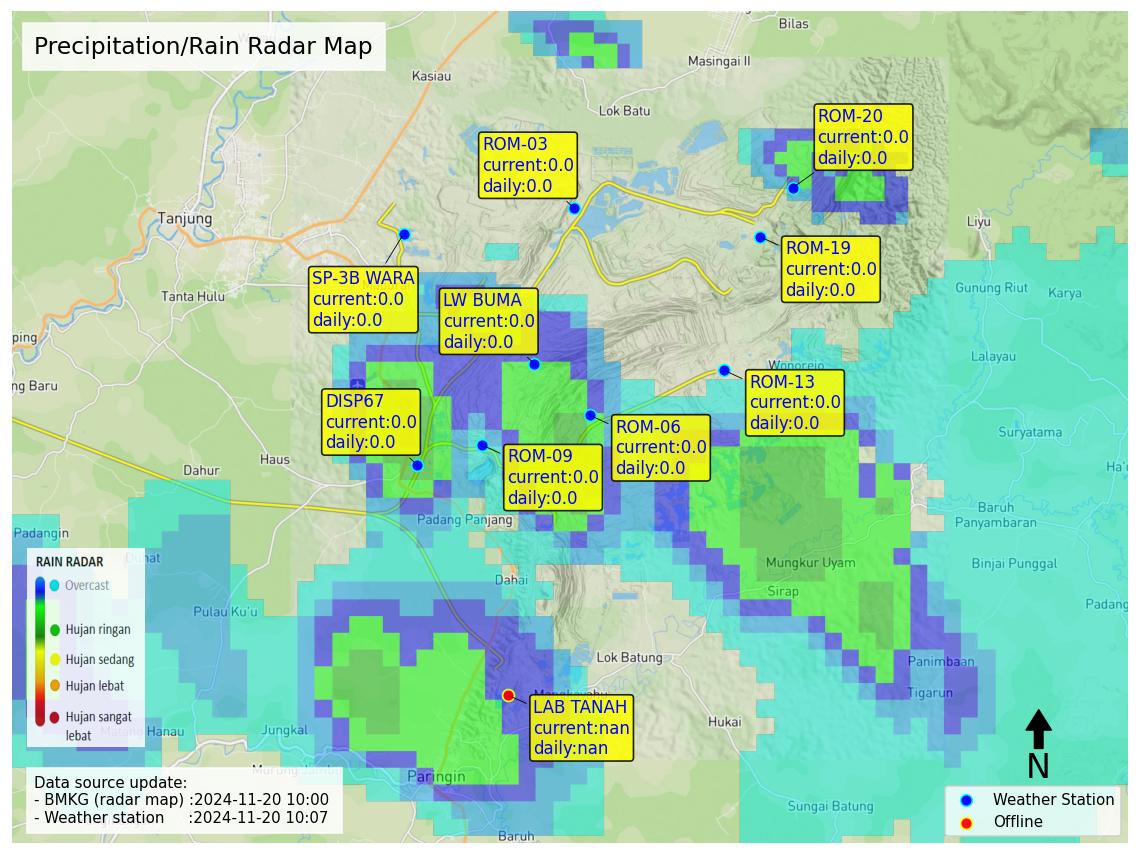 Precipitation/Rain Radar Map
Bilas
Masingai II
Kasiau
Lok Batu
ROM-20
current:0.0
daily:0.0
ROM-03
current:0.0
daily:0.0
Tanjung
Liyu
ROM-19
current:0.0
daily:0.0
SP-3B WARA
current:0.0
daily:0.0
Tanta Hulu
LW BUMA
current:0.0
daily:0.0
Gunung Riut
Karya
ping
Lalayau
Wonorejo
ng Baru
ROM-13
current:0.0
daily:0.0
DISP67
current:0.0
daily:0.0
ROM-06
current:0.0
daily:0.0
Suryatama
ROM-09
current:0.0
daily:0.0
Haus
Dahur
Ha'u
Padang Panjang
Baruh
Panyambaran
Padangin
RAIN RADAR
Overcast
Hujan ringan
Hujan sedang
Hujan lebat
Hujan sangat
lebat
Mungkur Uyam
Binjai Punggal
Dahai
Sirap
Padang
Pulau Ku'u
Lok Batung
Panimbaan
Tigarun
LAB TANAH
current:nan
daily:nan
Hukai
Jungkal
Paringin
Baruh
Sungai Batung
N
Data source update:
- BMKG (radar map) :2024-11-20 10:00
- Weather station :2024-11-20 10:07
Weather Station
Offline